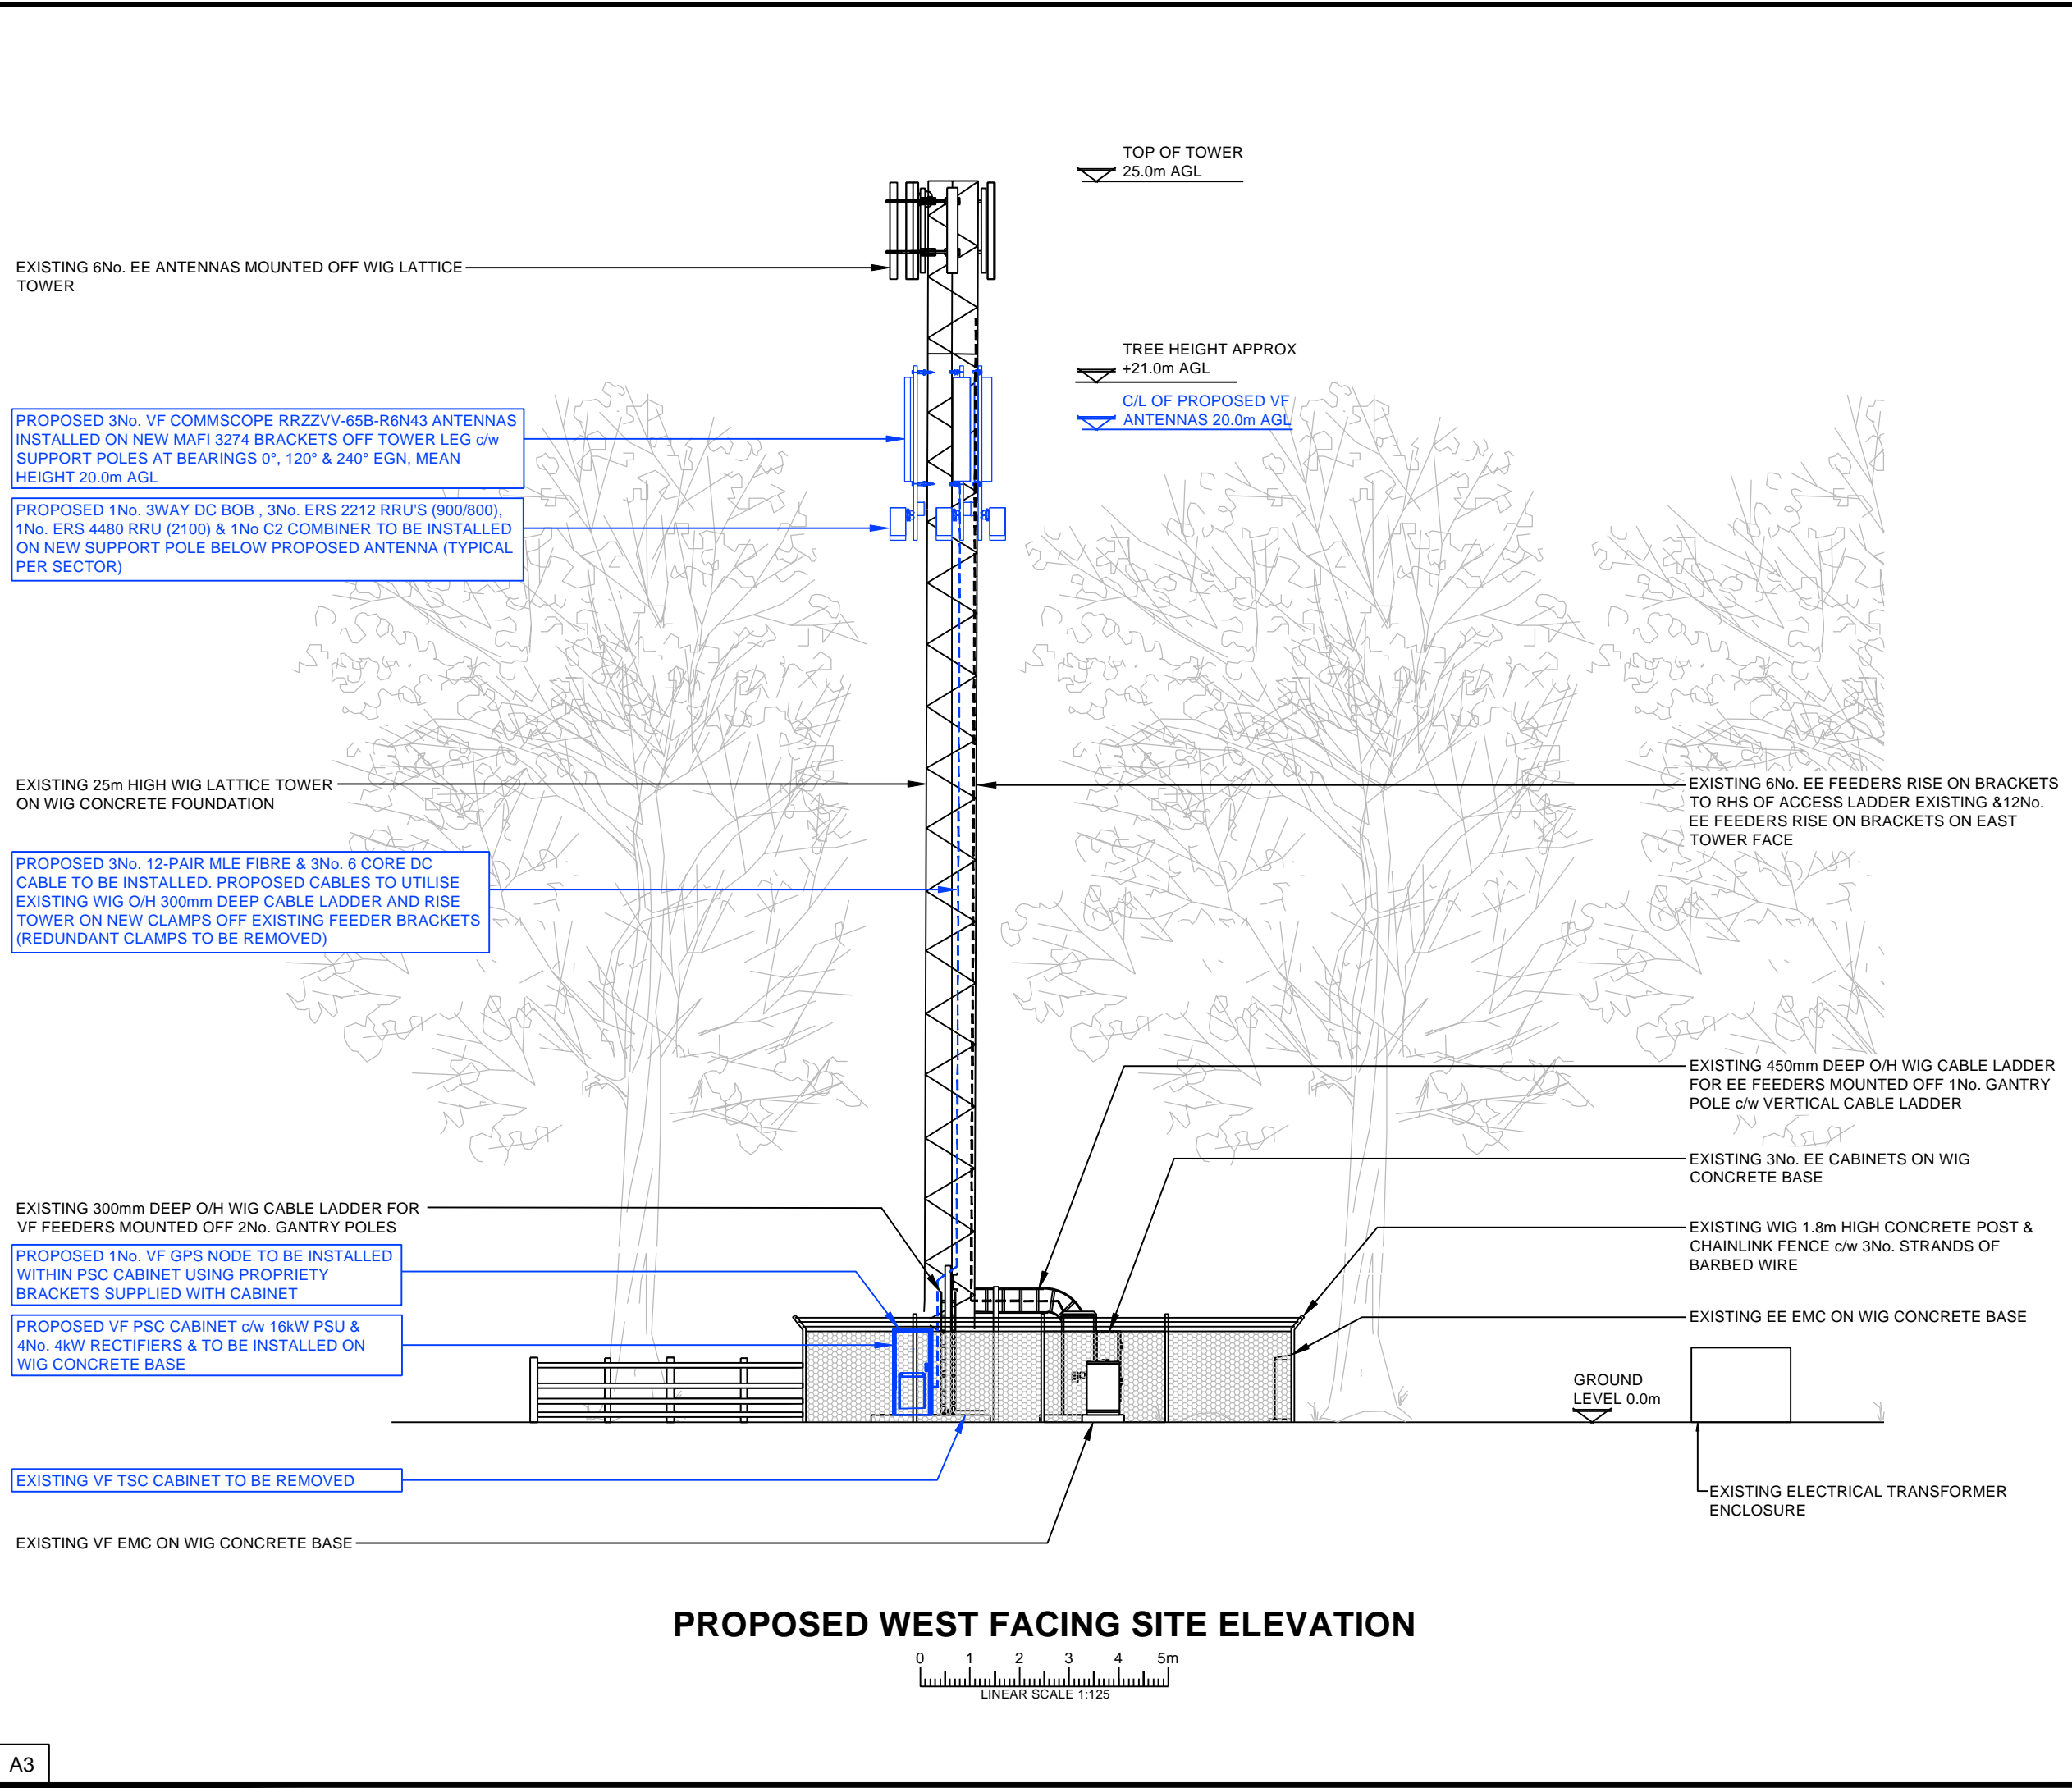 TOP OF TOWER
25.0m AGL
EXISTING 6No. EE ANTENNAS MOUNTED OFF WIG LATTICE
TOWER
TREE HEIGHT APPROX
+21.0m AGL
C/L OF PROPOSED VF
ANTENNAS 20.0m AGL
PROPOSED 3No. VF COMMSCOPE RRZZVV-65B-R6N43 ANTENNAS
INSTALLED ON NEW MAFI 3274 BRACKETS OFF TOWER LEG c/w
SUPPORT POLES AT BEARINGS 0°, 120° & 240° EGN, MEAN
HEIGHT 20.0m AGL
PROPOSED 1No. 3WAY DC BOB , 3No. ERS 2212 RRU'S (900/800),
1No. ERS 4480 RRU (2100) & 1No C2 COMBINER TO BE INSTALLED
ON NEW SUPPORT POLE BELOW PROPOSED ANTENNA (TYPICAL
PER SECTOR)
EXISTING 25m HIGH WIG LATTICE TOWER
ON WIG CONCRETE FOUNDATION
EXISTING 6No. EE FEEDERS RISE ON BRACKETS
TO RHS OF ACCESS LADDER EXISTING &12No.
EE FEEDERS RISE ON BRACKETS ON EAST
TOWER FACE
PROPOSED 3No. 12-PAIR MLE FIBRE & 3No. 6 CORE DC
CABLE TO BE INSTALLED. PROPOSED CABLES TO UTILISE
EXISTING WIG O/H 300mm DEEP CABLE LADDER AND RISE
TOWER ON NEW CLAMPS OFF EXISTING FEEDER BRACKETS
(REDUNDANT CLAMPS TO BE REMOVED)
EXISTING 450mm DEEP O/H WIG CABLE LADDER
FOR EE FEEDERS MOUNTED OFF 1No. GANTRY
POLE c/w VERTICAL CABLE LADDER
EXISTING 3No. EE CABINETS ON WIG
CONCRETE BASE
EXISTING 300mm DEEP O/H WIG CABLE LADDER FOR
VF FEEDERS MOUNTED OFF 2No. GANTRY POLES
EXISTING WIG 1.8m HIGH CONCRETE POST &
CHAINLINK FENCE c/w 3No. STRANDS OF
BARBED WIRE
PROPOSED 1No. VF GPS NODE TO BE INSTALLED
WITHIN PSC CABINET USING PROPRIETY
BRACKETS SUPPLIED WITH CABINET
EXISTING EE EMC ON WIG CONCRETE BASE
PROPOSED VF PSC CABINET c/w 16kW PSU &
4No. 4kW RECTIFIERS & TO BE INSTALLED ON
WIG CONCRETE BASE
GROUND
LEVEL 0.0m
EXISTING VF TSC CABINET TO BE REMOVED
EXISTING ELECTRICAL TRANSFORMER
ENCLOSURE
EXISTING VF EMC ON WIG CONCRETE BASE
PROPOSED WEST FACING SITE ELEVATION
0 1 2 3 4 5m
LINEAR SCALE 1:125
A3